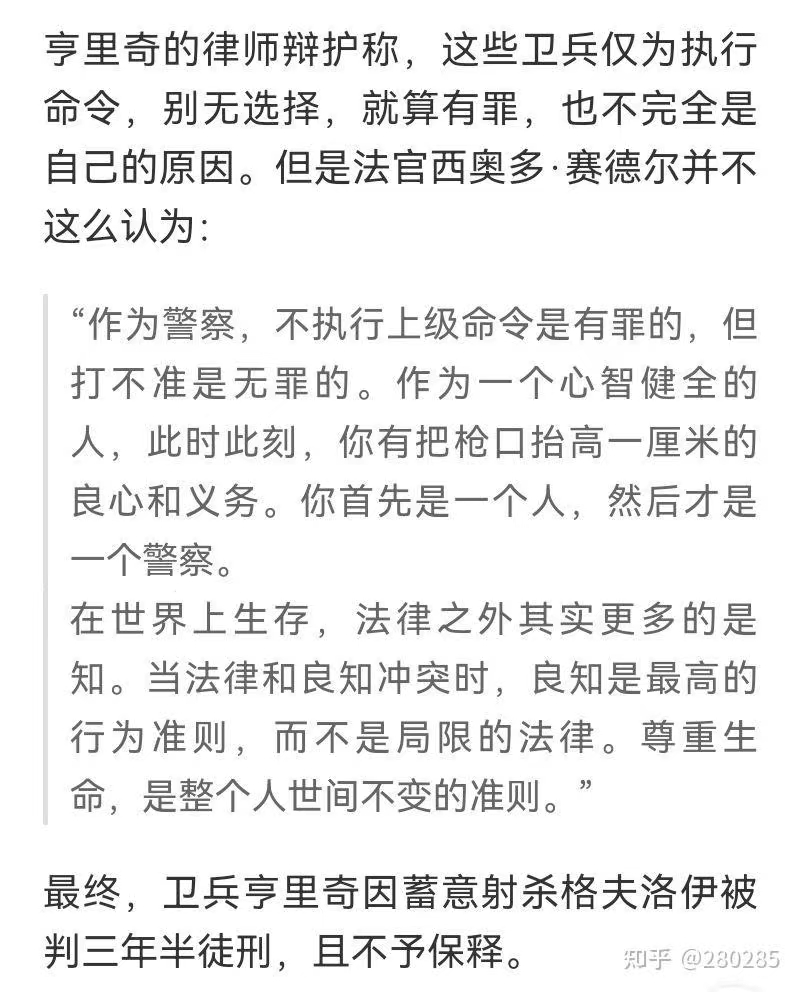 亨里奇的律师辩护称，这些卫兵仅为执行
命令，别无选择，就算有罪，也不完全是
自己的原因。但是法官西奥多·赛德尔并不
这么认为：
“作为警察，不执行上级命令是有罪的，但
打不准是无罪的。作为一个心智健全的
人，此时此刻，你有把枪口抬高一厘米的
良心和义务。你首先是一个人，然后才是
一个警察。
在世界上生存，法律之外其实更多的是
知。当法律和良知冲突时，良知是最高的
行为准则，而不是局限的法律。尊重生
命，是整个人世间不变的准则。”
最终，卫兵亨里奇因蓄意射杀格夫洛伊被
判三年半徒刑，且不予保释。
知乎 @280285